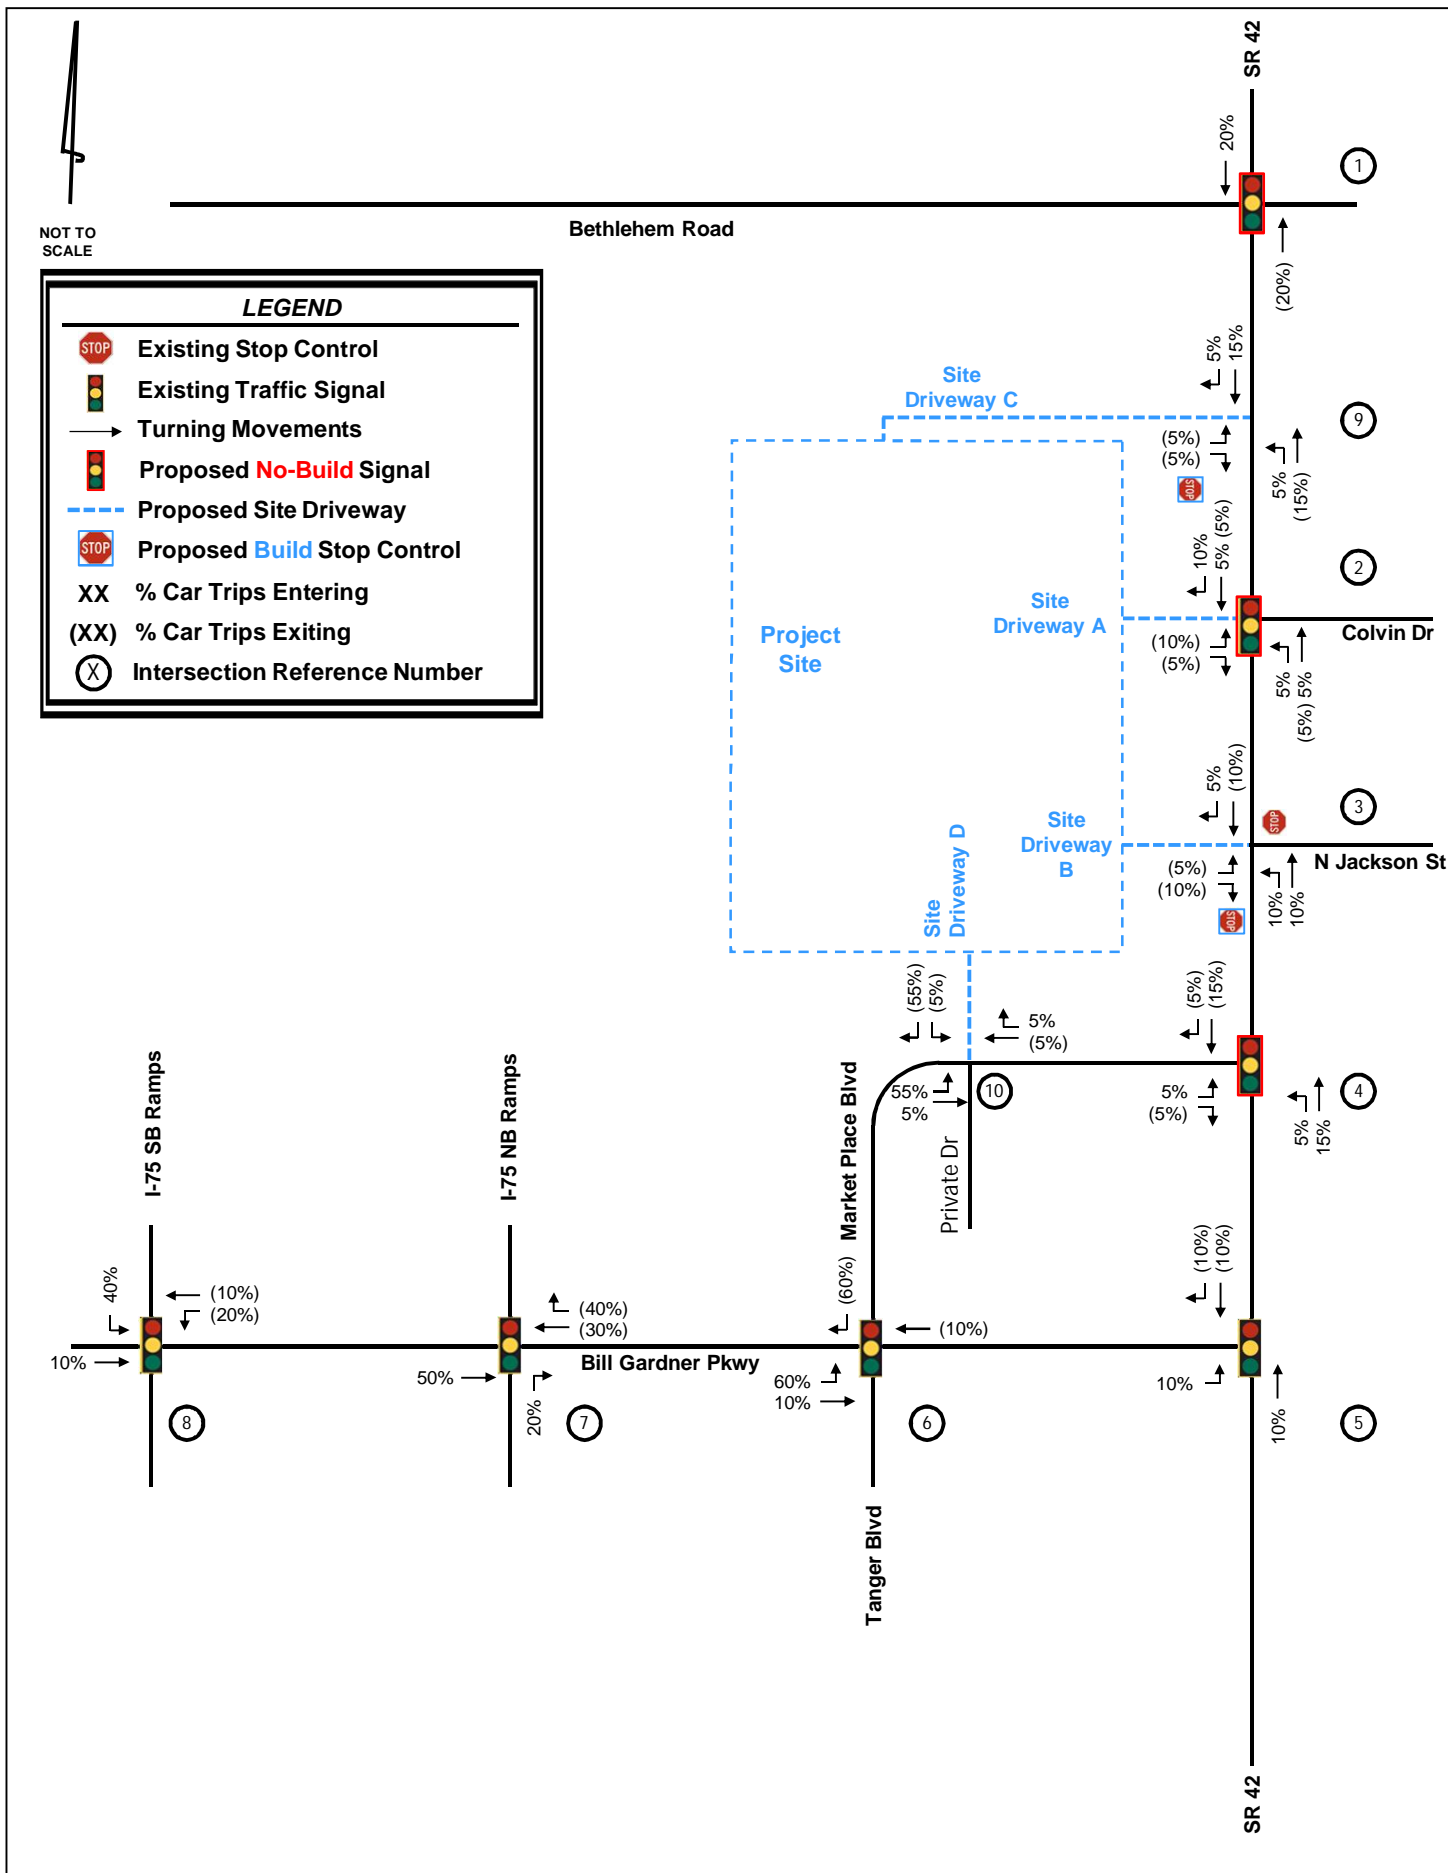 SR 42
20%
1
Bethlehem Road
NOT TO
SCALE
(20%)
LEGEND
STOP Existing Stop Control
Existing Traffic Signal
Turning Movements
Proposed No-Build Signal
Proposed Site Driveway
STOP Proposed Build Stop Control
XX % Car Trips Entering
(XX) % Car Trips Exiting
X Intersection Reference Number
5%
15%
Site
Driveway C
9
(5%)
(5%)
STOP
5%
(15%)
10%
5% (5%)
2
Site
Driveway A
Project
Site
Colvin Dr
(10%)
(5%)
5%
(5%) 5%
5%
(10%)
3
STOP
Site
Driveway
B
N Jackson St
(5%)
(10%)
STOP
10%
10%
Site
Driveway D
(55%)
(5%)
5%
(5%)
(5%)
(15%)
4
55%
5%
10
5%
(5%)
5%
15%
I-75 SB Ramps
I-75 NB Ramps
Market Place Blvd
Private Dr
40%
(10%)
(20%)
(40%)
(30%)
(60%)
(10%)
(10%)
(10%)
10%
50%
Bill Gardner Pkwy
60%
10%
10%
20%
10%
8
7
6
5
Tanger Blvd
SR 42